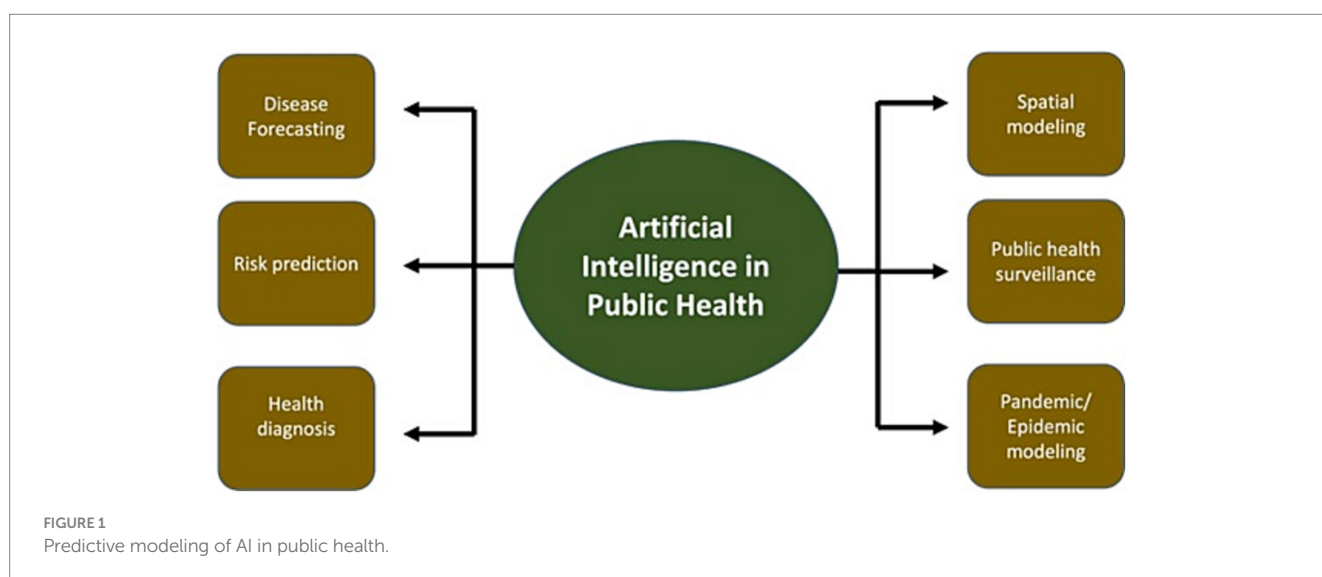 Disease
Forecasting
Risk prediction
Health
diagnosis
Artificial
Intelligence in
Public Health
Spatial
modeling
Public health
surveillance
Pandemic/
Epidemic
modeling
FIGURE 1
Predictive modeling of AI in public health.